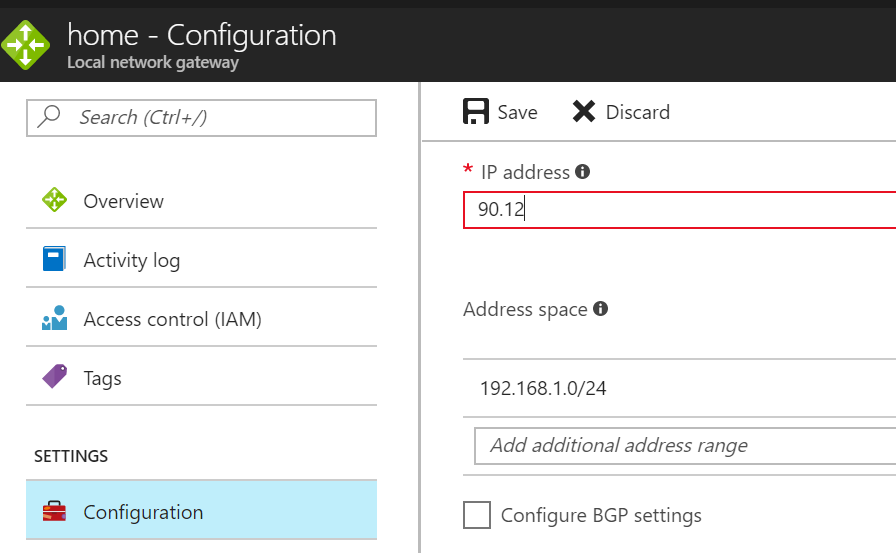 home - Configuration
Local network gateway
Search (Ctrl+/)
Overview
Activity log
Access control (IAM)
Tags
SETTINGS
Configuration
Save
Discard
* IP address
90.12
Address space
192.168.1.0/24
Add additional address range
Configure BGP settings